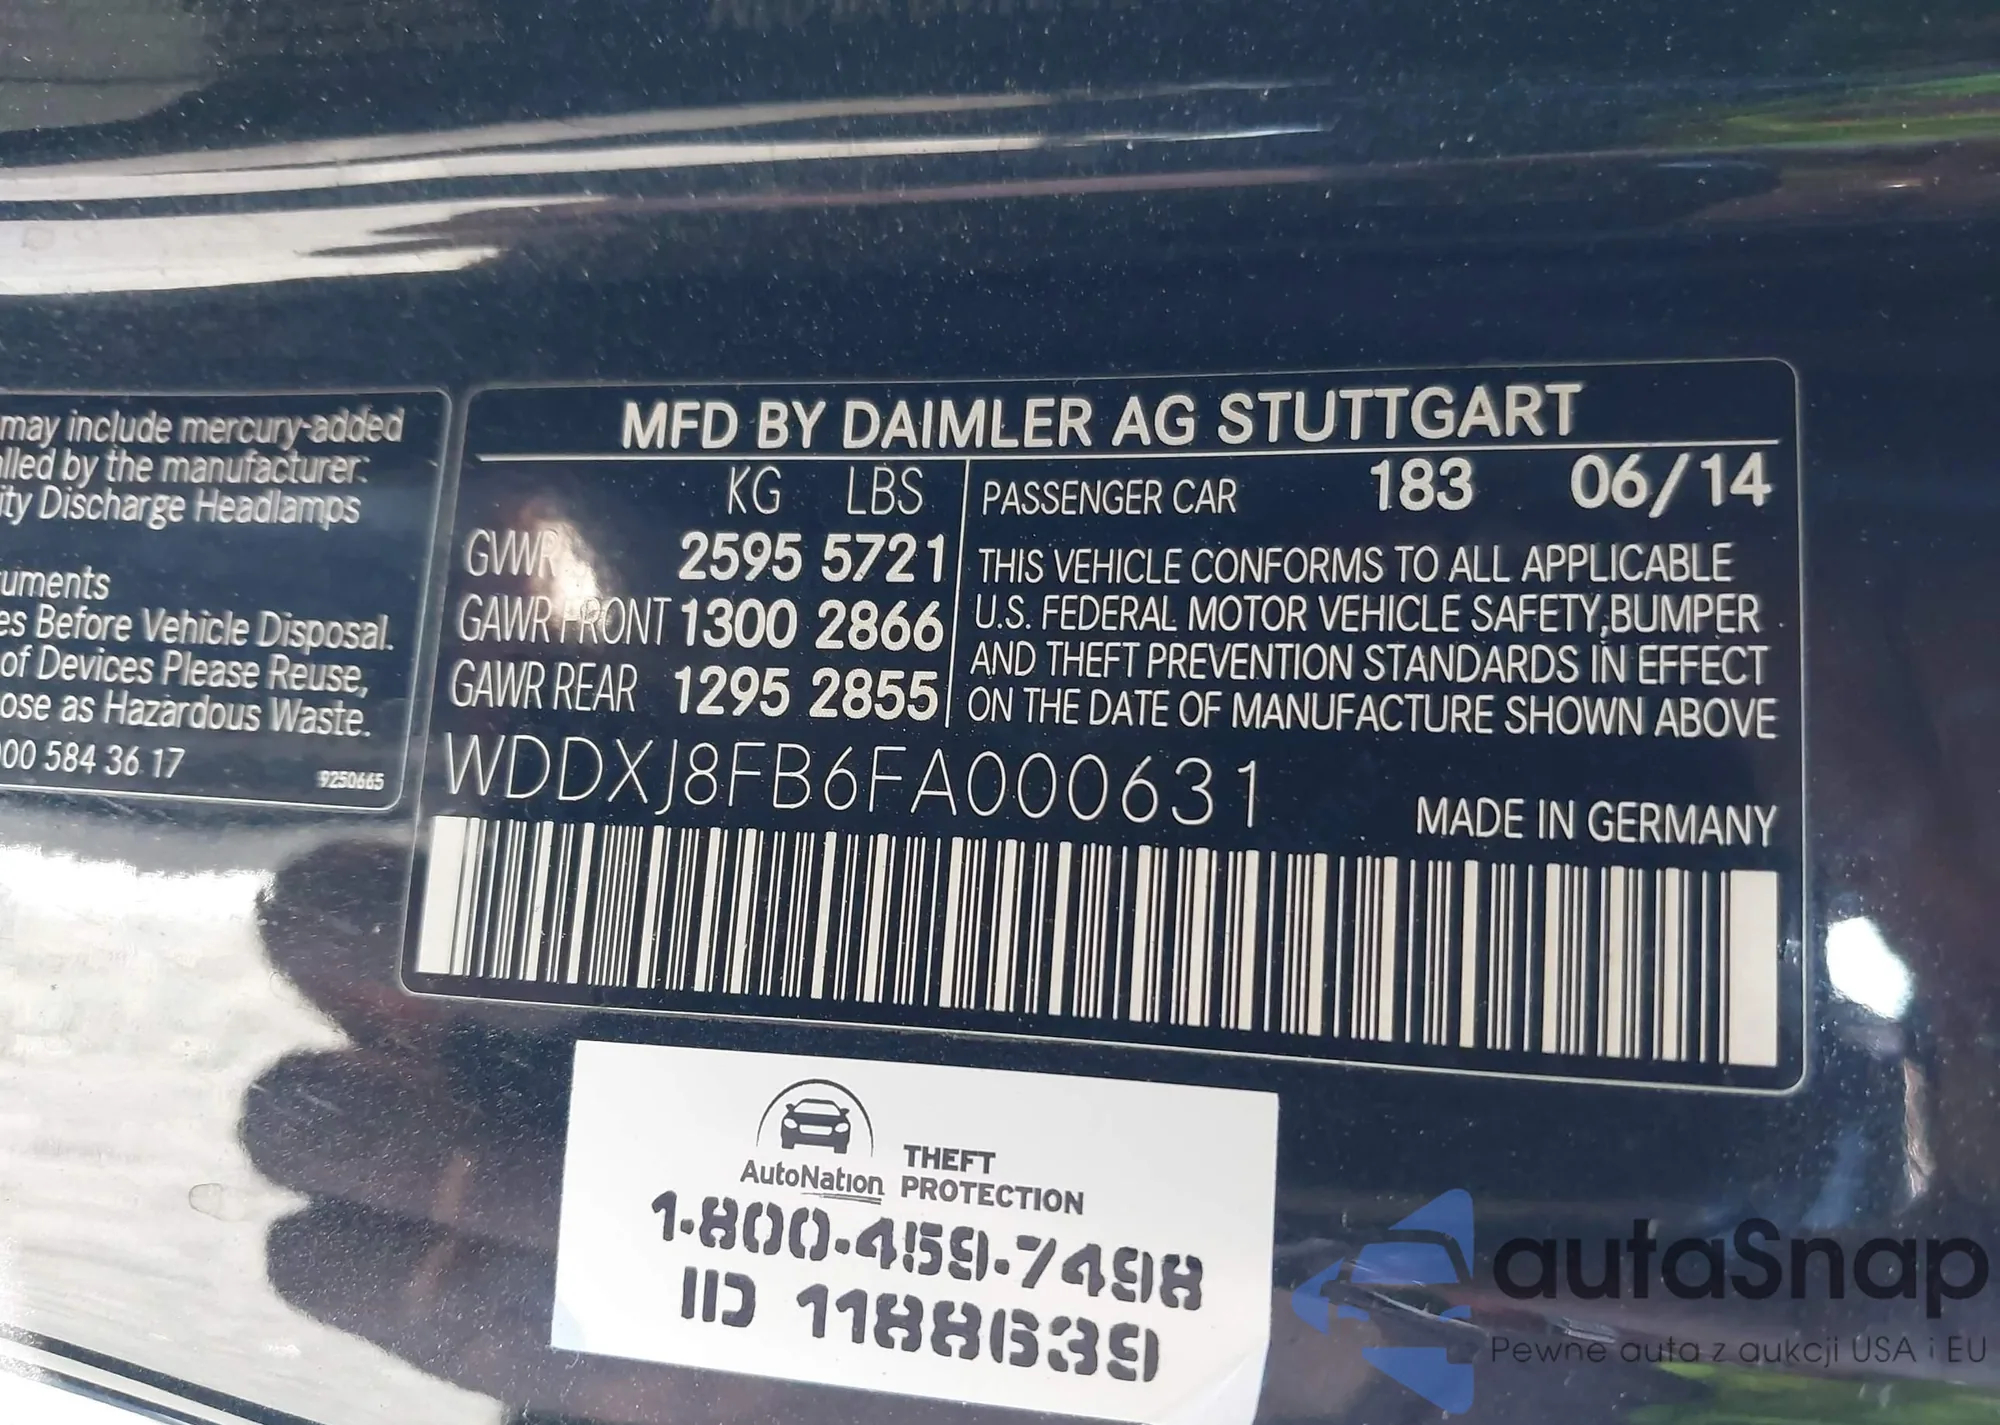 may include mercury-added
lled by the manufacturer:
ity Discharge Headlamps
uments
es Before Vehicle Disposal.
of Devices Please Reuse,
ose as Hazardous Waste.
000 584 36 17
9250665
MFD BY DAIMLER AG STUTTGART
KG LBS
GVWR 2595 5721
GAWR FRONT 1300 2866
GAWR REAR 1295 2855
PASSENGER CAR 183 06/14
THIS VEHICLE CONFORMS TO ALL APPLICABLE
U.S. FEDERAL MOTOR VEHICLE SAFETY,BUMPER
AND THEFT PREVENTION STANDARDS IN EFFECT
ON THE DATE OF MANUFACTURE SHOWN ABOVE
WDDXJ8FB6FA000631
MADE IN GERMANY
AutoNation
THEFT
PROTECTION
1-800-459-7498
ID 1188639
autaSnap
Pewne auta z aukcji USA i EU